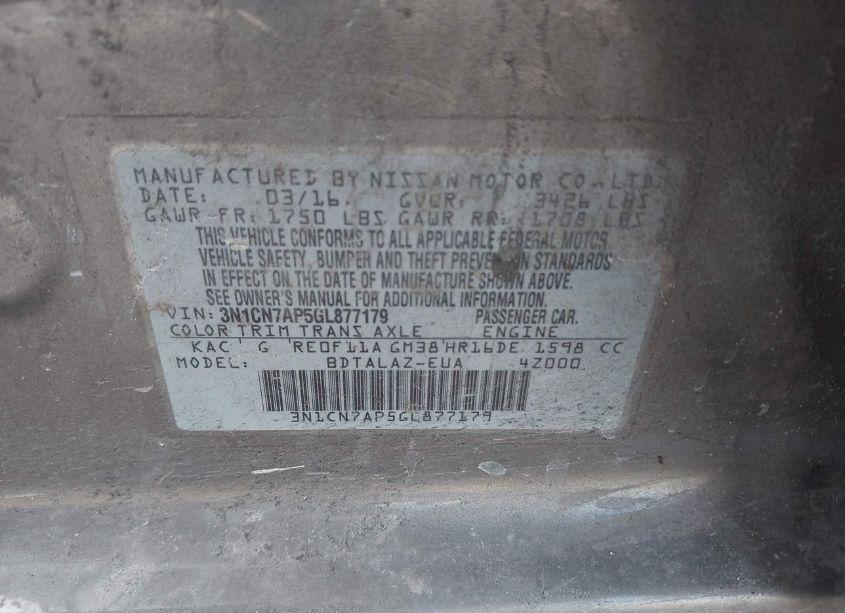 MANUFACTURED BY NISSAN MOTOR CO., LTD.
DATE: 03/16 GVWR: 3426 LBS
GAWR FR: 1750 LBS GAWR RR: 1708 LBS
THIS VEHICLE CONFORMS TO ALL APPLICABLE FEDERAL MOTOR
VEHICLE SAFETY, BUMPER AND THEFT PREVENTION STANDARDS
IN EFFECT ON THE DATE OF MANUFACTURE SHOWN ABOVE.
SEE OWNER'S MANUAL FOR ADDITIONAL INFORMATION.
VIN: 3N1CN7AP5GL877179 PASSENGER CAR.
COLOR TRIM TRANS AXLE ENGINE
KAC G RE0F11A GM38 HR16DE 1598 CC
MODEL: BDTALAZ-EUA 4Z000
3N1CN7AP5GL877179